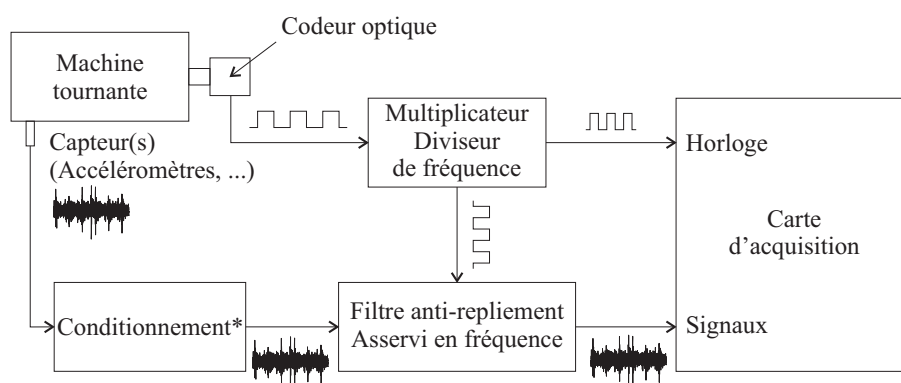 Codeur optique
Machine
tournante
Multiplicateur
Diviseur
de fréquence
Capteur(s)
(Accéléromètres, ...)
Horloge
Carte
d'acquisition
Conditionnement*
Filtre anti-repliement
Asservi en fréquence
Signaux